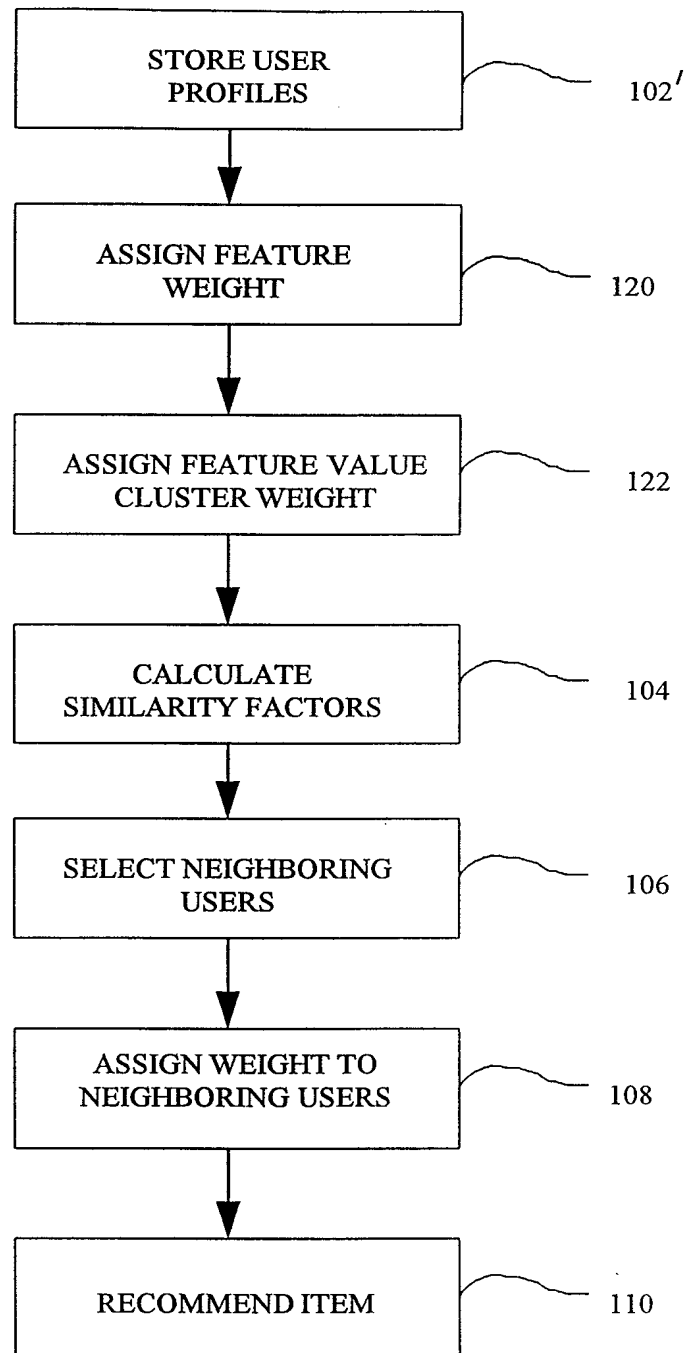 STORE USER
PROFILES
102'
ASSIGN FEATURE
WEIGHT
120
ASSIGN FEATURE VALUE
CLUSTER WEIGHT
122
CALCULATE
SIMILARITY FACTORS
104
SELECT NEIGHBORING
USERS
106
ASSIGN WEIGHT TO
NEIGHBORING USERS
108
RECOMMEND ITEM
110